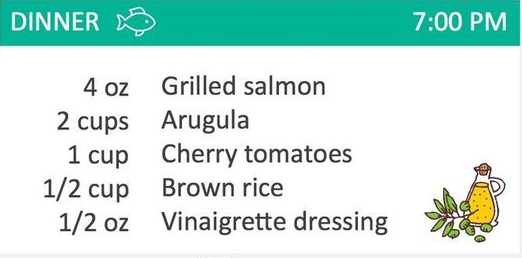 DINNER 7:00 PM
4 oz Grilled salmon
2 cups Arugula
1 cup Cherry tomatoes
1/2 cup Brown rice
1/2 oz Vinaigrette dressing